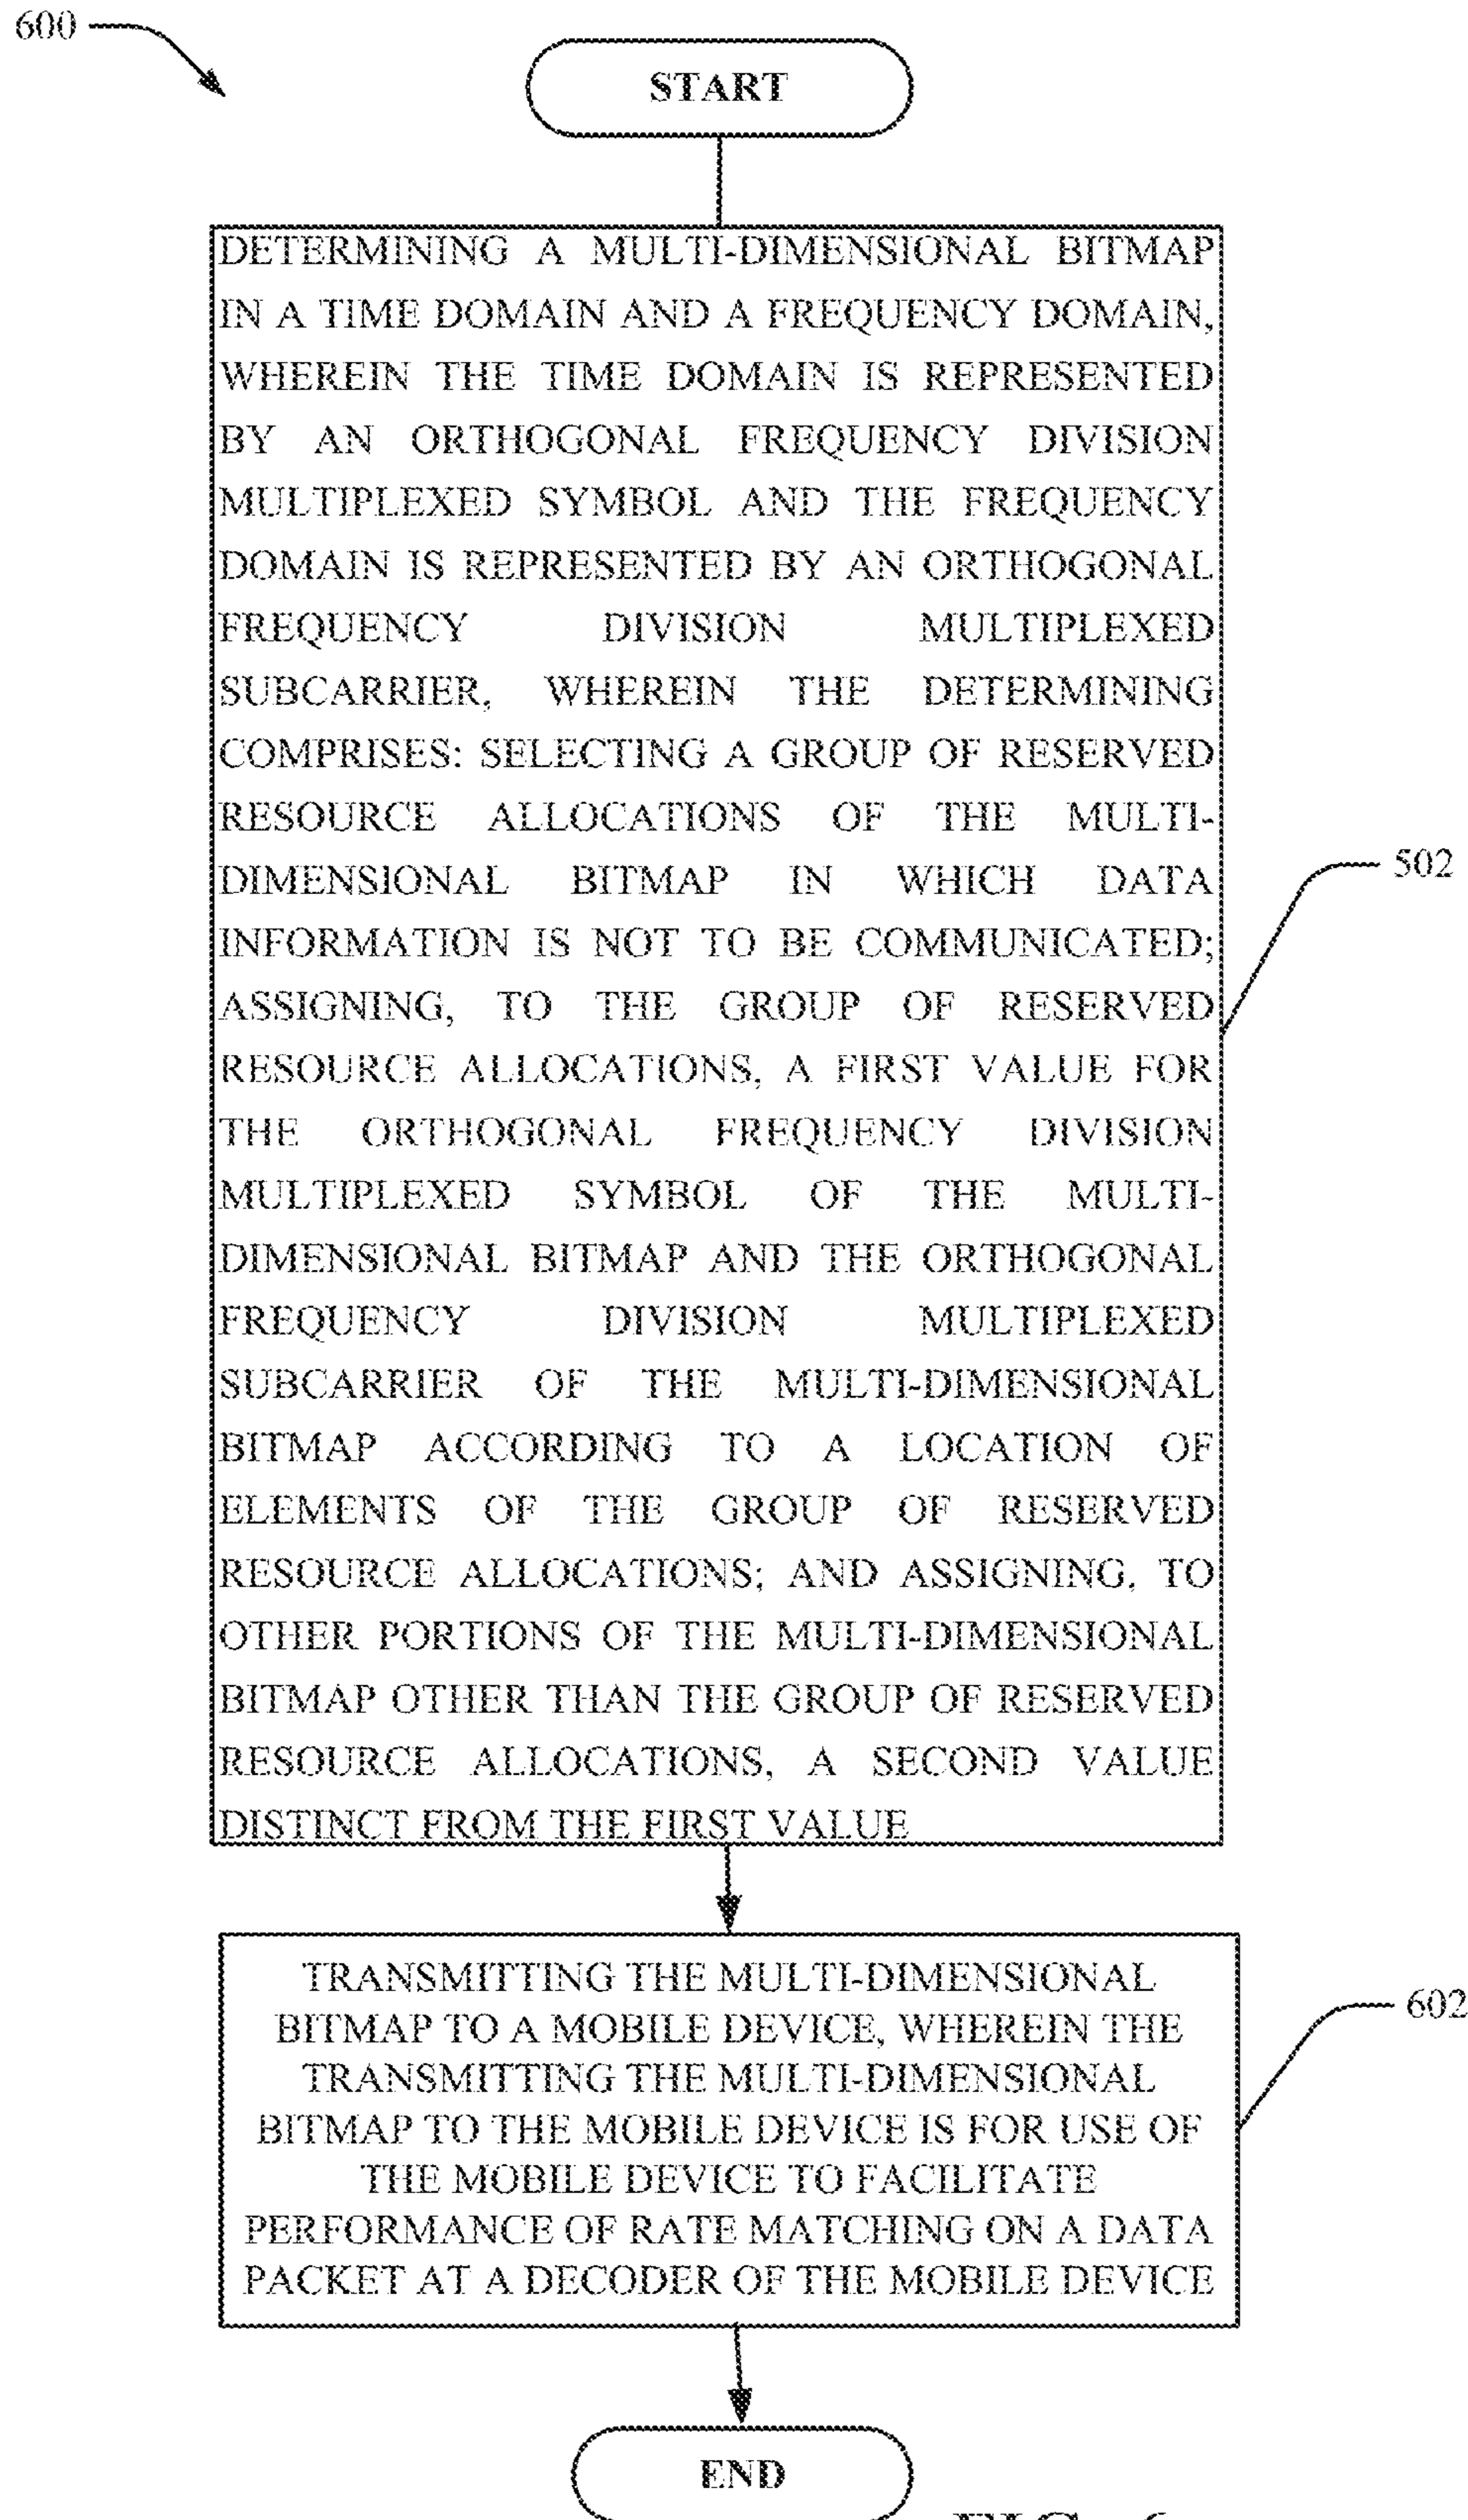 600
START
DETERMINING A MULTI-DIMENSIONAL BITMAP
IN A TIME DOMAIN AND A FREQUENCY DOMAIN,
WHEREIN THE TIME DOMAIN IS REPRESENTED
BY AN ORTHOGONAL FREQUENCY DIVISION
MULTIPLEXED SYMBOL AND THE FREQUENCY
DOMAIN IS REPRESENTED BY AN ORTHOGONAL
FREQUENCY DIVISION MULTIPLEXED
SUBCARRIER, WHEREIN THE DETERMINING
COMPRISES: SELECTING A GROUP OF RESERVED
RESOURCE ALLOCATIONS OF THE MULTI-
DIMENSIONAL BITMAP IN WHICH DATA
INFORMATION IS NOT TO BE COMMUNICATED;
ASSIGNING, TO THE GROUP OF RESERVED
RESOURCE ALLOCATIONS, A FIRST VALUE FOR
THE ORTHOGONAL FREQUENCY DIVISION
MULTIPLEXED SYMBOL OF THE MULTI-
DIMENSIONAL BITMAP AND THE ORTHOGONAL
FREQUENCY DIVISION MULTIPLEXED
SUBCARRIER OF THE MULTI-DIMENSIONAL
BITMAP ACCORDING TO A LOCATION OF
ELEMENTS OF THE GROUP OF RESERVED
RESOURCE ALLOCATIONS; AND ASSIGNING, TO
OTHER PORTIONS OF THE MULTI-DIMENSIONAL
BITMAP OTHER THAN THE GROUP OF RESERVED
RESOURCE ALLOCATIONS, A SECOND VALUE
DISTINCT FROM THE FIRST VALUE
502
TRANSMITTING THE MULTI-DIMENSIONAL
BITMAP TO A MOBILE DEVICE, WHEREIN THE
TRANSMITTING THE MULTI-DIMENSIONAL
BITMAP TO THE MOBILE DEVICE IS FOR USE OF
THE MOBILE DEVICE TO FACILITATE
PERFORMANCE OF RATE MATCHING ON A DATA
PACKET AT A DECODER OF THE MOBILE DEVICE
602
END